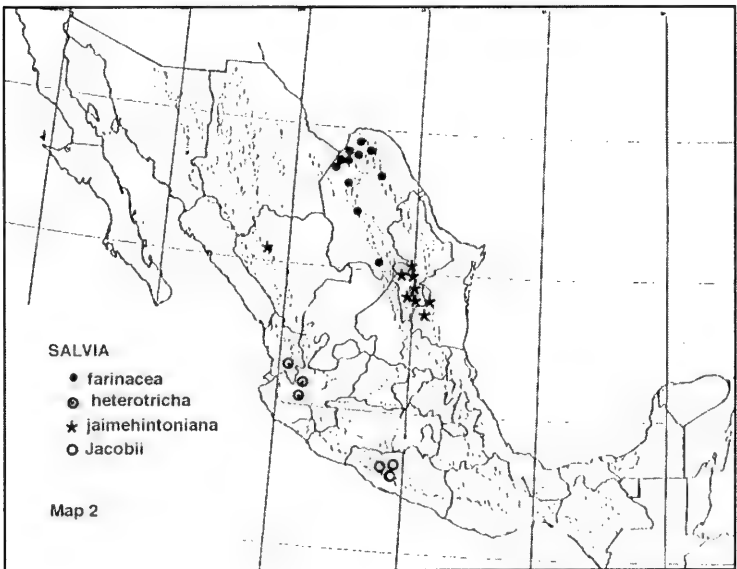 SALVIA
farinacea
heterotricha
jaimehintoniana
Jacobii
Map 2